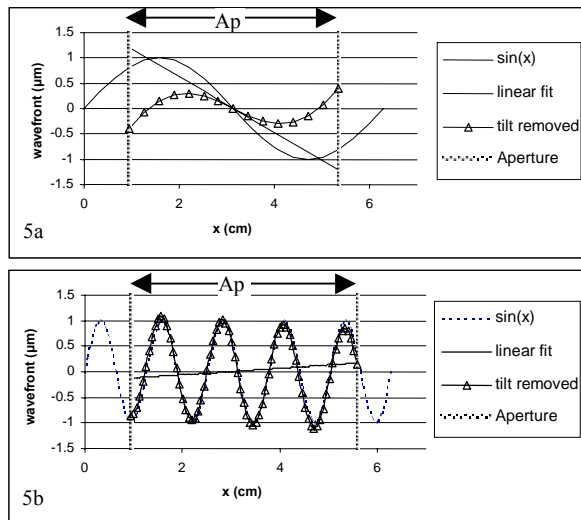 Ap
1.5
1
0.5
0
-0.5
-1
-1.5
wavefront (µm)
0 2 4 6
x (cm)
sin(x)
linear fit
tilt removed
Aperture
5a
Ap
1.5
1
0.5
0
-0.5
-1
-1.5
wavefront (µm)
0 2 4 6
x (cm)
sin(x)
linear fit
tilt removed
Aperture
5b